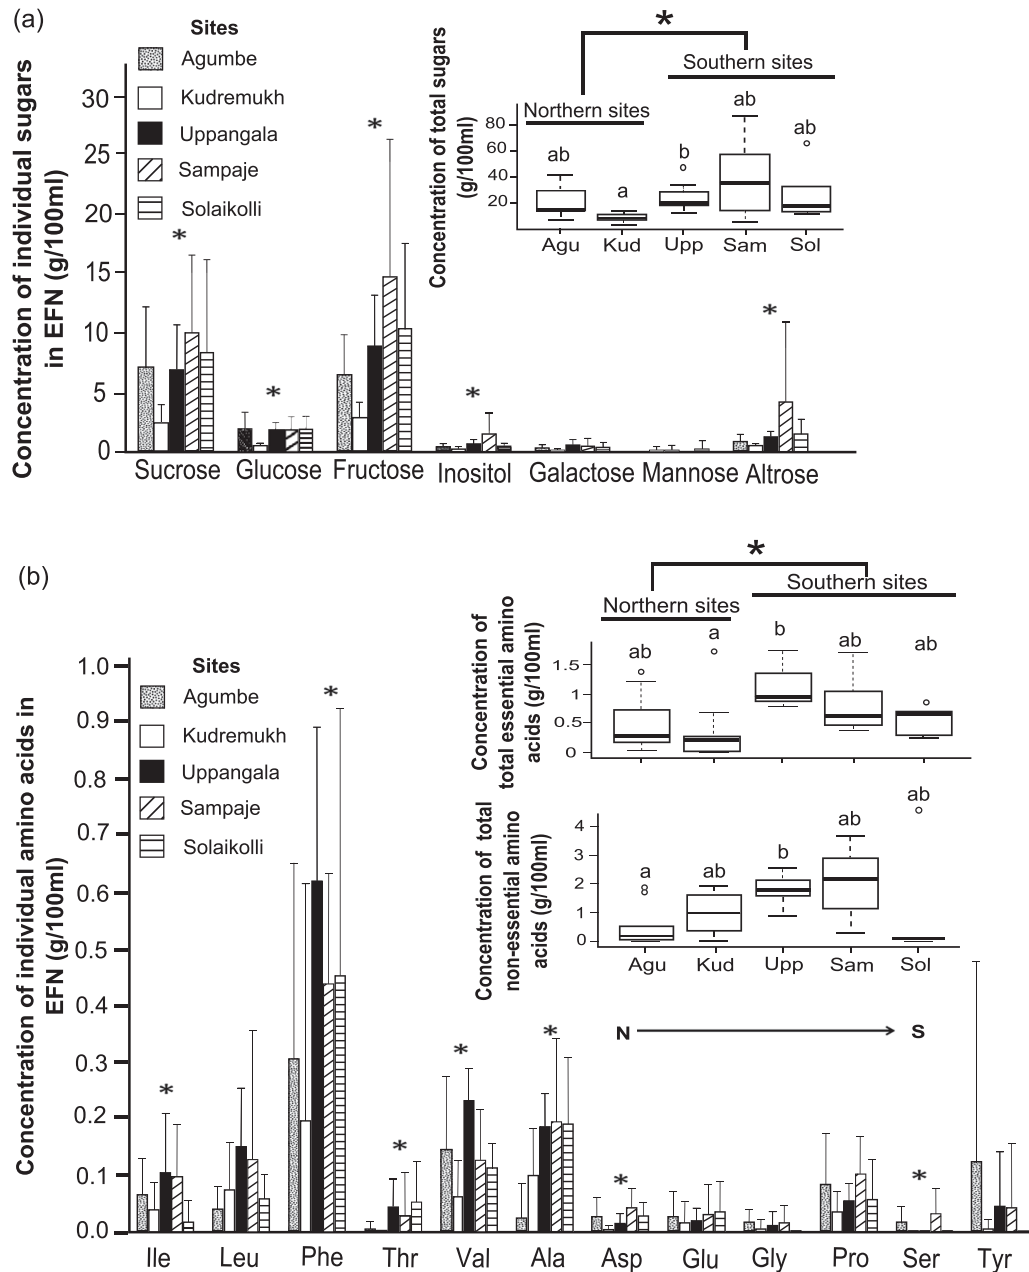 (a)
Sites
Agumbe
Kudremukh
Uppangala
Sampaje
Solaikolli
Concentration of individual sugars
in EFN (g/100ml)
30
25
20
15
10
5
0
*
*
*
*
*
Sucrose Glucose Fructose Inositol Galactose Mannose Altrose
*
Southern sites
Northern sites
Concentration of total sugars
(g/100ml)
80
60
40
20
ab a b ab ab
Agu Kud Upp Sam Sol
(b)
Sites
Agumbe
Kudremukh
Uppangala
Sampaje
Solaikolli
Concentration of individual amino acids in
EFN (g/100ml)
1.0
0.9
0.8
0.7
0.6
0.5
0.4
0.3
0.2
0.1
0.0
*
*
*
*
*
*
*
Ile Leu Phe Thr Val Ala Asp Glu Gly Pro Ser Tyr
*
Southern sites
Northern sites
Concentration of
total essential amino
acids (g/100ml)
1.5
1
0.5
0
ab a b ab ab
Concentration of total
non-essential amino
acids (g/100ml)
4
3
2
1
0
a ab b ab ab
Agu Kud Upp Sam Sol
N S